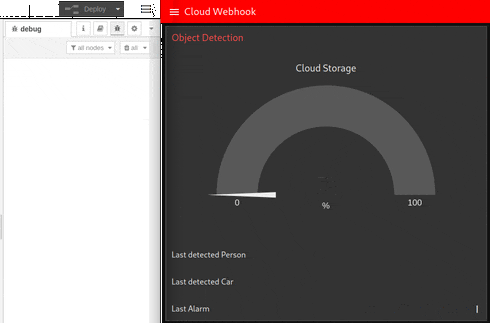 Deploy
debug
all nodes
all
Cloud Webhook
Object Detection
Cloud Storage
0
%
100
Last detected Person
Last detected Car
Last Alarm